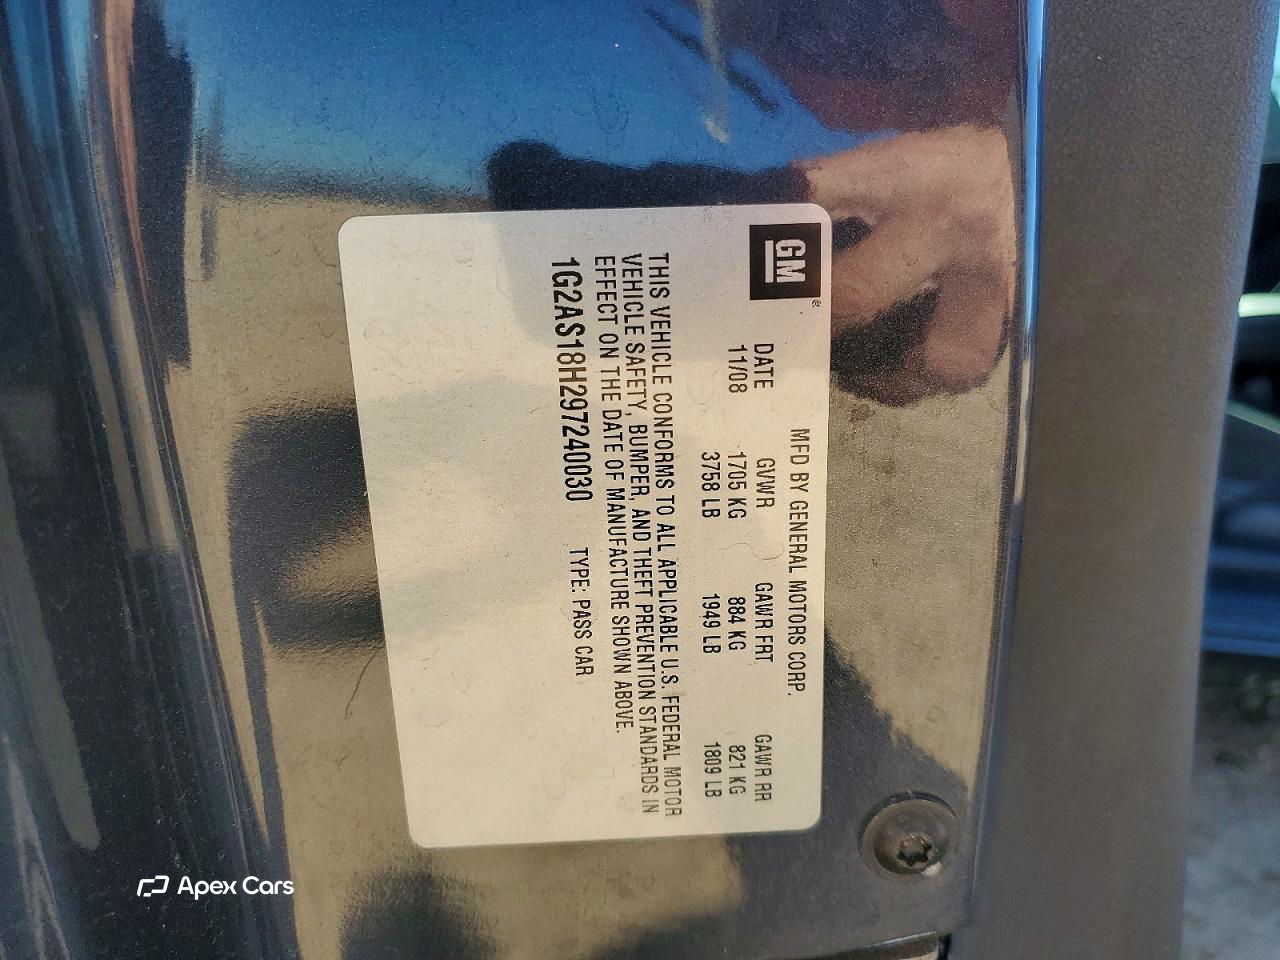 GM
®
MFD BY GENERAL MOTORS CORP.
DATE GVWR GAWR FRT GAWR RR
11/08 1705 KG 884 KG 821 KG
3758 LB 1949 LB 1809 LB
THIS VEHICLE CONFORMS TO ALL APPLICABLE U.S. FEDERAL MOTOR
VEHICLE SAFETY, BUMPER, AND THEFT PREVENTION STANDARDS IN
EFFECT ON THE DATE OF MANUFACTURE SHOWN ABOVE.
1G2AS18H297240030 TYPE: PASS CAR
Apex Cars